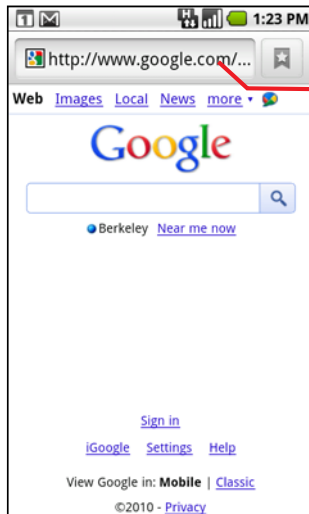 1 1:23 PM
http://www.google.com/...
Web Images Local News more
Google
Berkeley Near me now
Sign in
iGoogle Settings Help
View Google in: Mobile | Classic
©2010 - Privacy